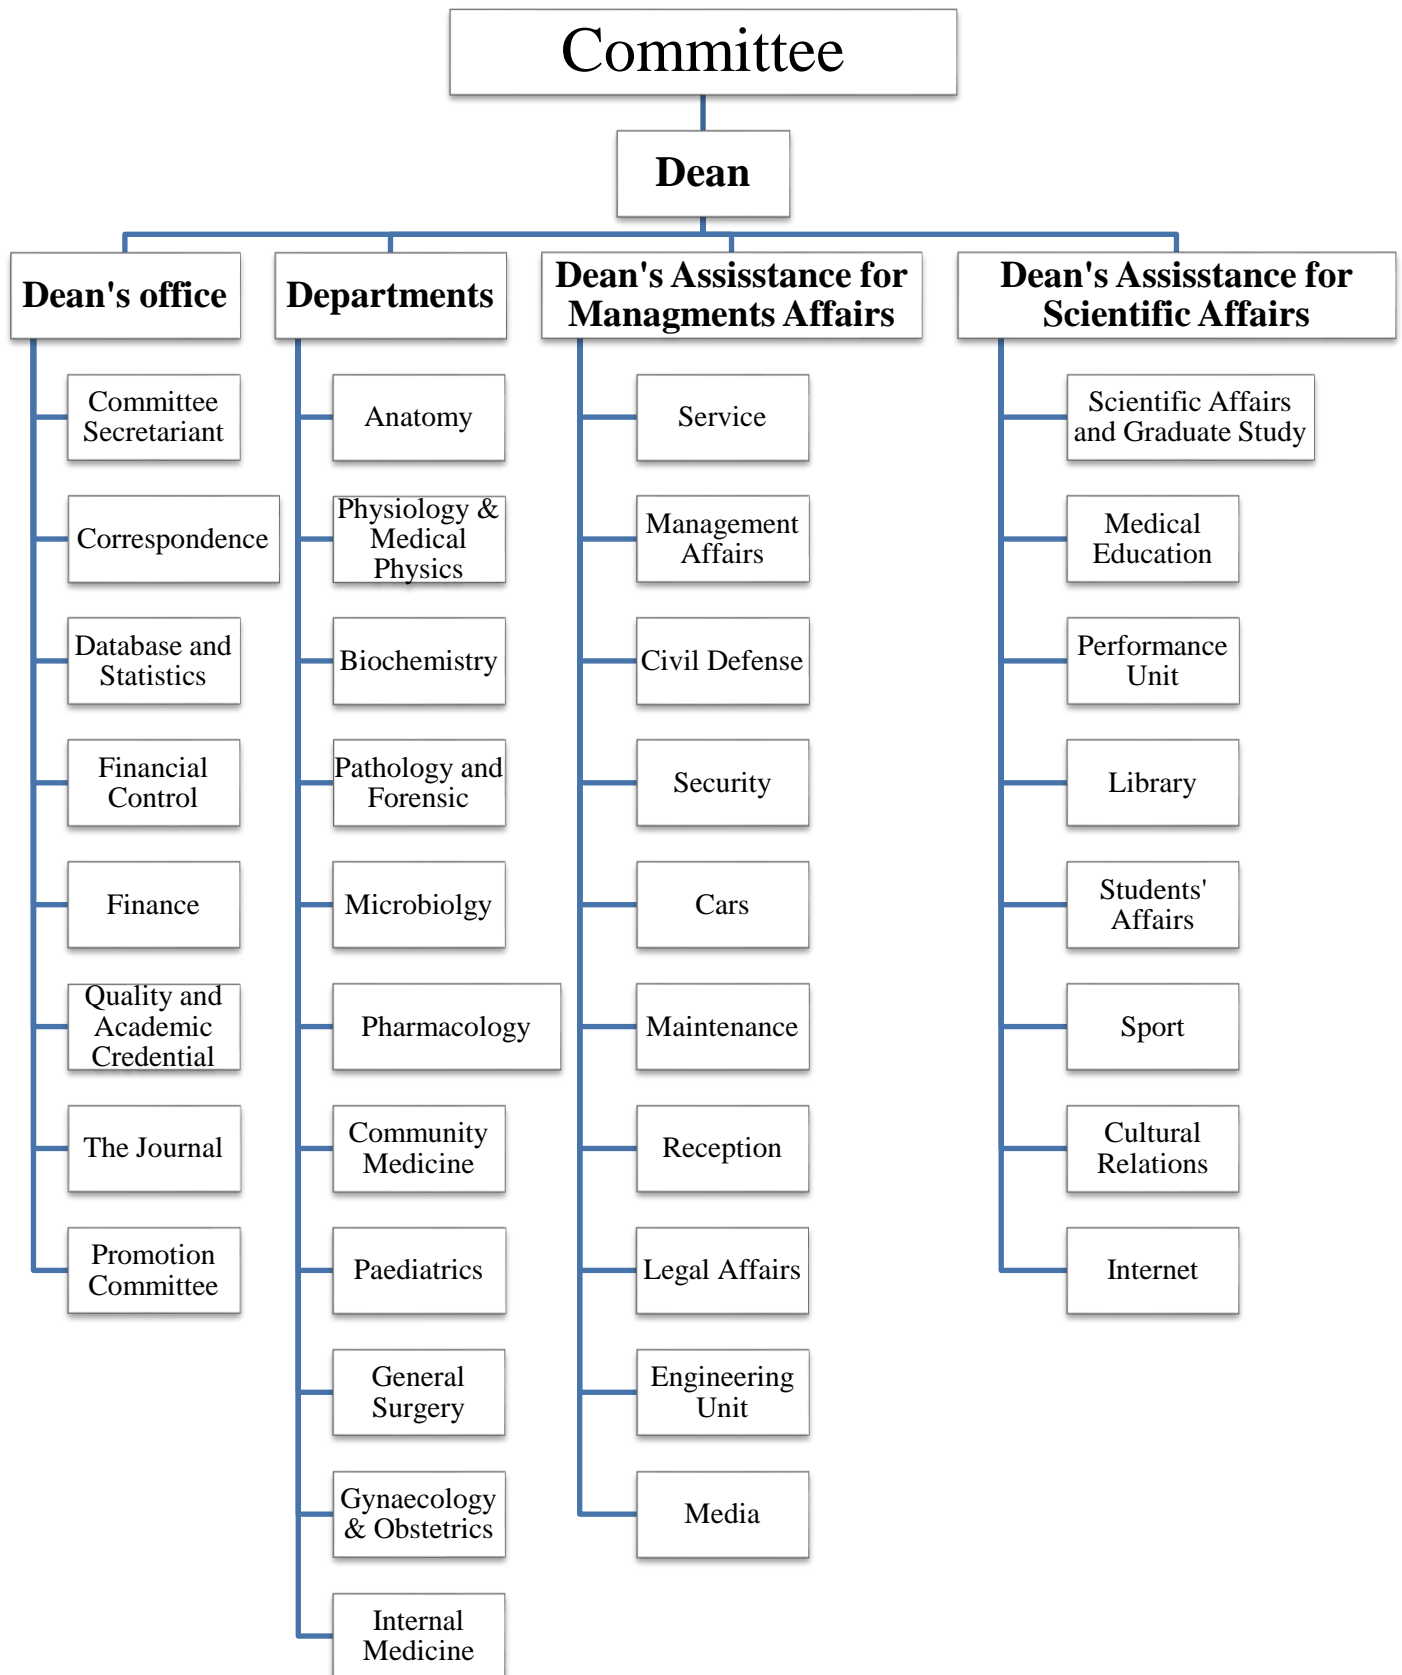 Committee
Dean
Dean's office
Committee
Secretariant
Correspondence
Database and
Statistics
Financial
Control
Finance
Quality and
Academic
Credential
The Journal
Promotion
Committee
Departments
Anatomy
Physiology &
Medical
Physics
Biochemistry
Pathology and
Forensic
Microbiolgy
Pharmacology
Community
Medicine
Paediatrics
General
Surgery
Gynaecology
& Obstetrics
Internal
Medicine
Dean's Assisstance for
Managments Affairs
Service
Management
Affairs
Civil Defense
Security
Cars
Maintenance
Reception
Legal Affairs
Engineering
Unit
Media
Dean's Assisstance for
Scientific Affairs
Scientific Affairs
and Graduate Study
Medical
Education
Performance
Unit
Library
Students'
Affairs
Sport
Cultural
Relations
Internet